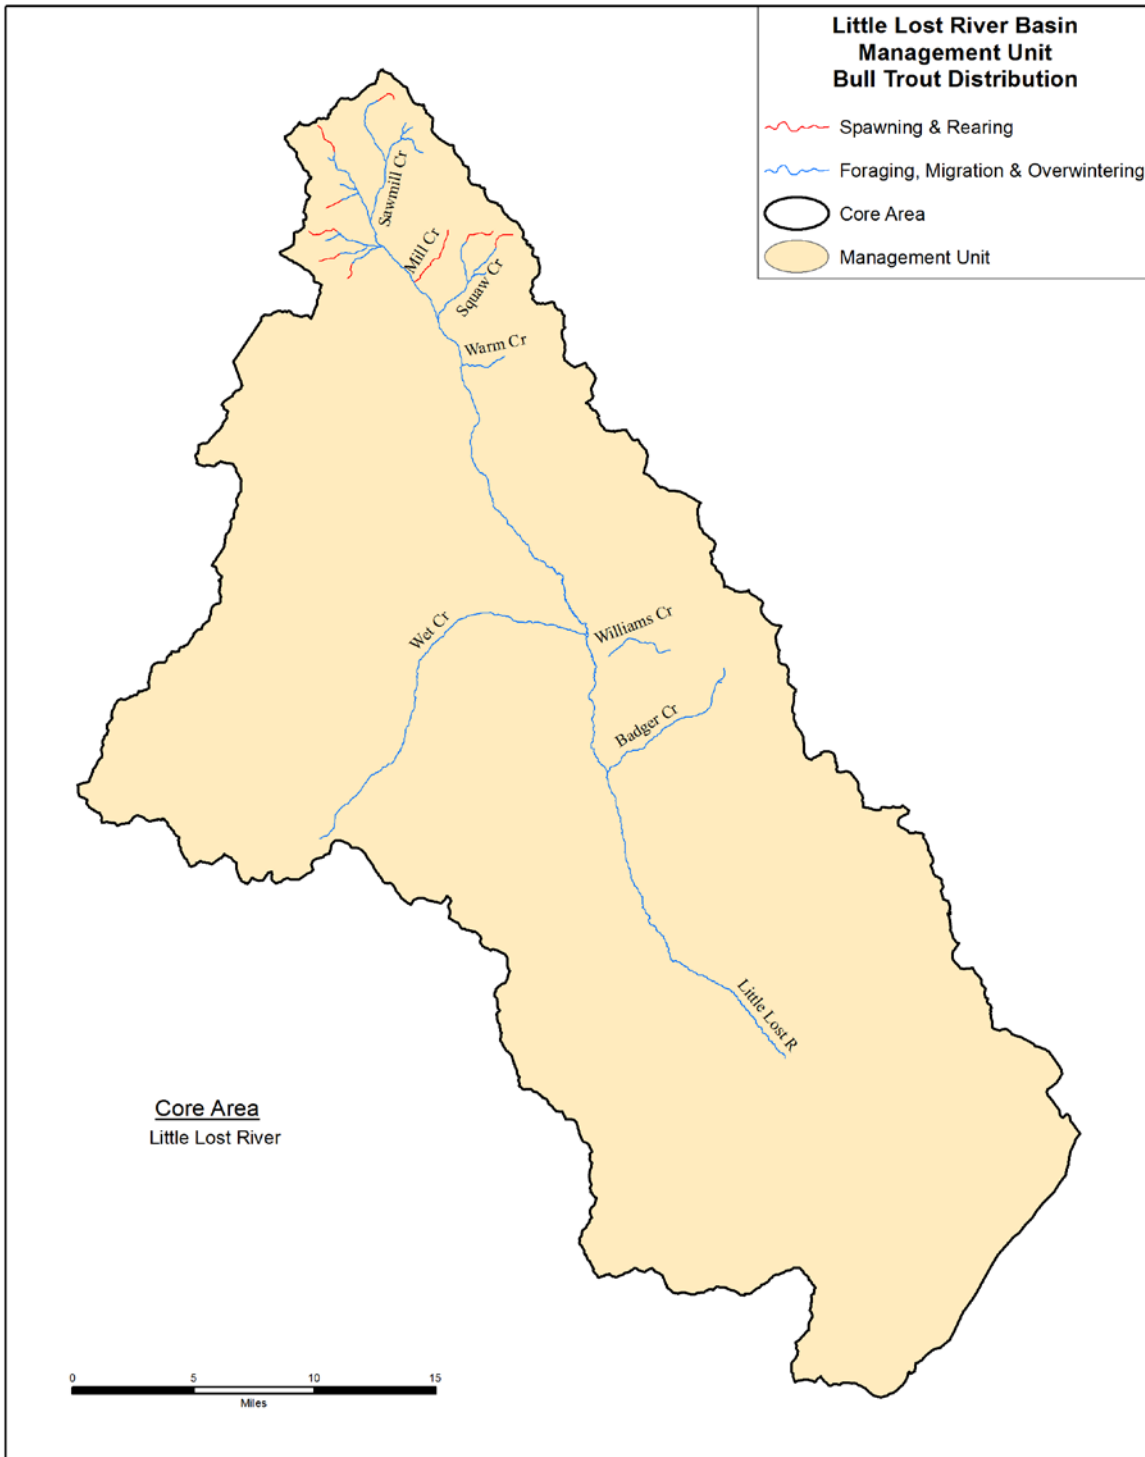 Little Lost River Basin
Management Unit
Bull Trout Distribution
Spawning & Rearing
Foraging, Migration & Overwintering
Core Area
Management Unit
Sawmill Cr
Mill Cr
Squaw Cr
Warm Cr
Wet Cr
Williams Cr
Badger Cr
Little Lost R
Core Area
Little Lost River
0 5 10 15
Miles